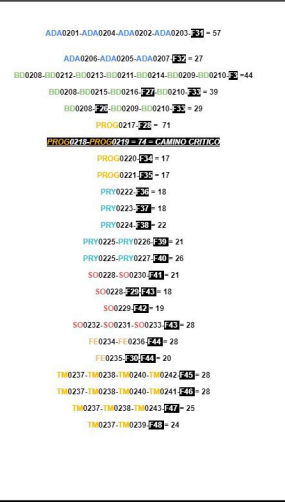 ADA0201-ADA0204-ADA0202-ADA0203-F31 = 57
ADA0206-ADA0205-ADA0207-F32 = 27
BD0208-BD0212-BD0213-BD0211-BD0214-BD0209-BD0210-F3 =44
BD0208-BD0215-BD0216-F27-BD0210-F33 = 39
BD0208-F26-BD0209-BD0210-F33 = 29
PROG0217-F28 = 71
PROG0218-PROG0219 = 74 = CAMINO CRITICO
PROG0220-F34 = 17
PROG0221-F35 = 17
PRY0222-F36 = 18
PRY0223-F37 = 18
PRY0224-F38 = 22
PRY0225-PRY0226-F39 = 21
PRY0225-PRY0227-F40 = 26
SO0228-SO0230-F41 = 21
SO0228-F29-F43 = 18
SO0229-F42 = 19
SO0232-SO0231-SO0233-F43 = 28
FE0234-FE0236-F44 = 28
FE0235-F30-F44 = 20
TM0237-TM0238-TM0240-TM0242-F45 = 28
TM0237-TM0238-TM0240-TM0241-F46 = 28
TM0237-TM0238-TM0243-F47 = 25
TM0237-TM0239-F48 = 24